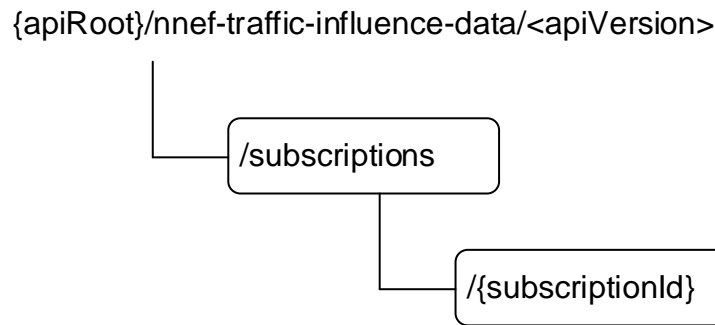 {apiRoot}/nnef-traffic-influence-data/<apiVersion>
/subscriptions
/{subscriptionId}